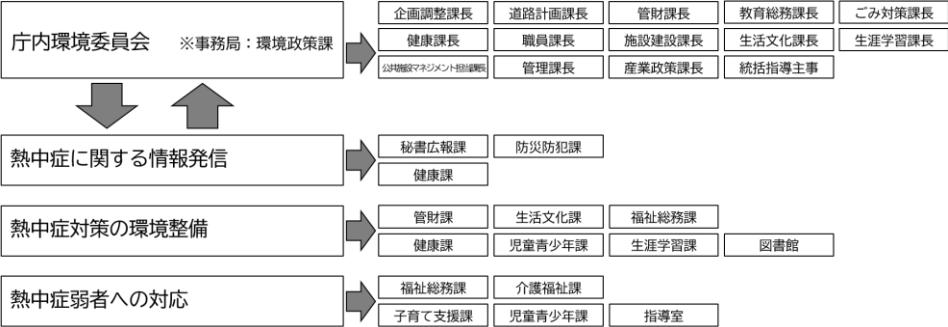 企画調整課長 道路計画課長 管財課長 教育総務課長 ごみ対策課長
庁内環境委員会 ※事務局：環境政策課
健康課長 職員課長 施設建設課長 生活文化課長 生涯学習課長
公共施設マネジメント担当課長 管理課長 産業政策課長 統括指導主事
熱中症に関する情報発信
秘書広報課 防災防犯課
健康課
熱中症対策の環境整備
管財課 生活文化課 福祉総務課
健康課 児童青少年課 生涯学習課 図書館
熱中症弱者への対応
福祉総務課 介護福祉課
子育て支援課 児童青少年課 指導室